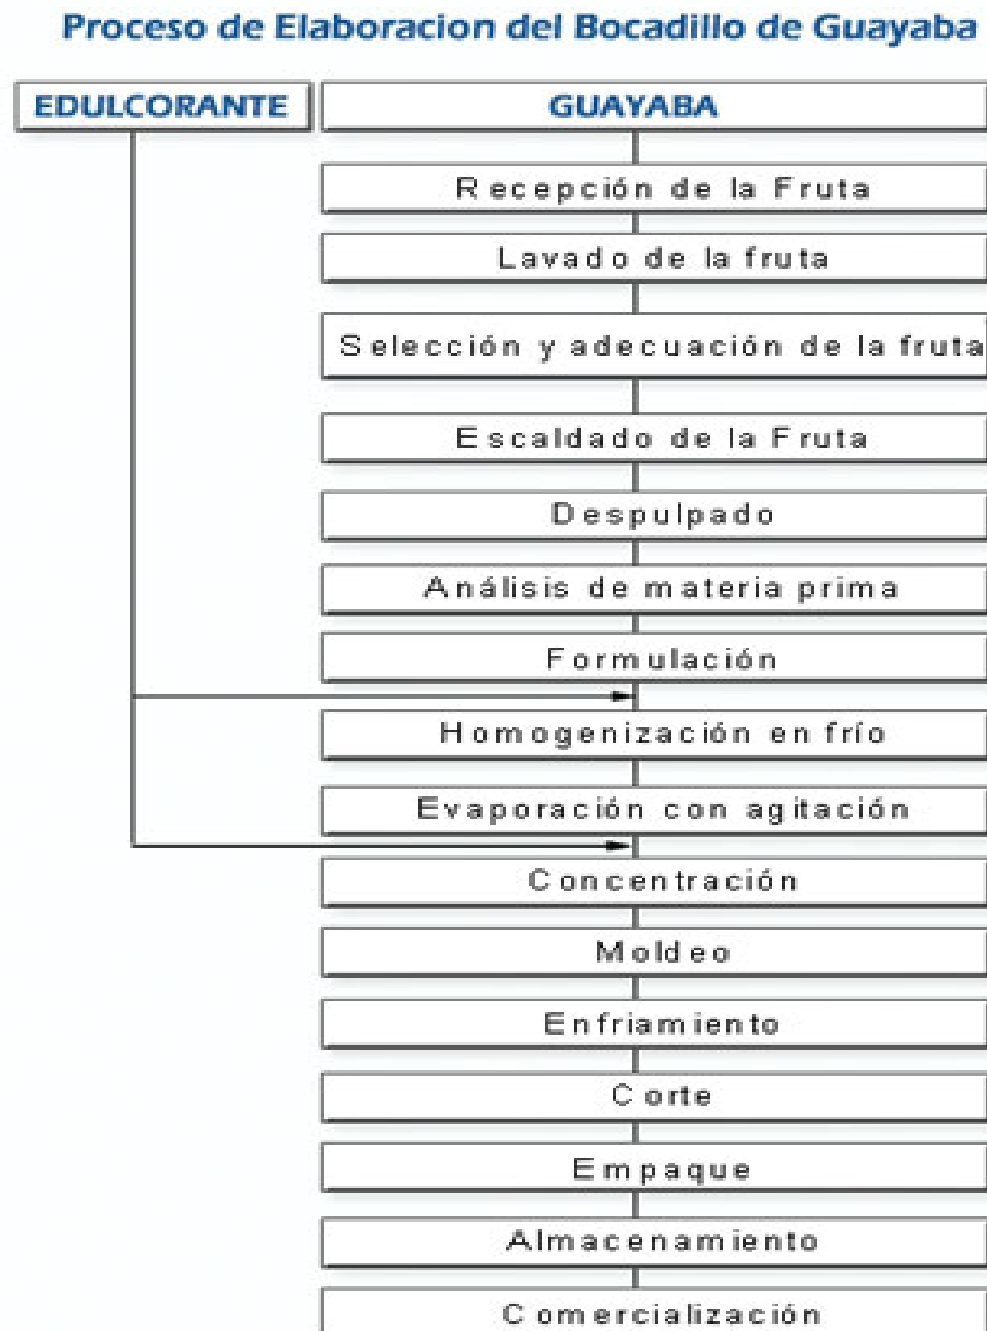 Proceso de Elaboracion del Bocadillo de Guayaba
EDULCORANTE
GUAYABA
Recepción de la Fruta
Lavado de la fruta
Selección y adecuación de la fruta
Escaldado de la Fruta
Despulpado
Análisis de materia prima
Formulación
Homogenización en frío
Evaporación con agitación
Concentración
Moldeo
Enfriamiento
Corte
Empaque
Almacenamiento
Comercialización